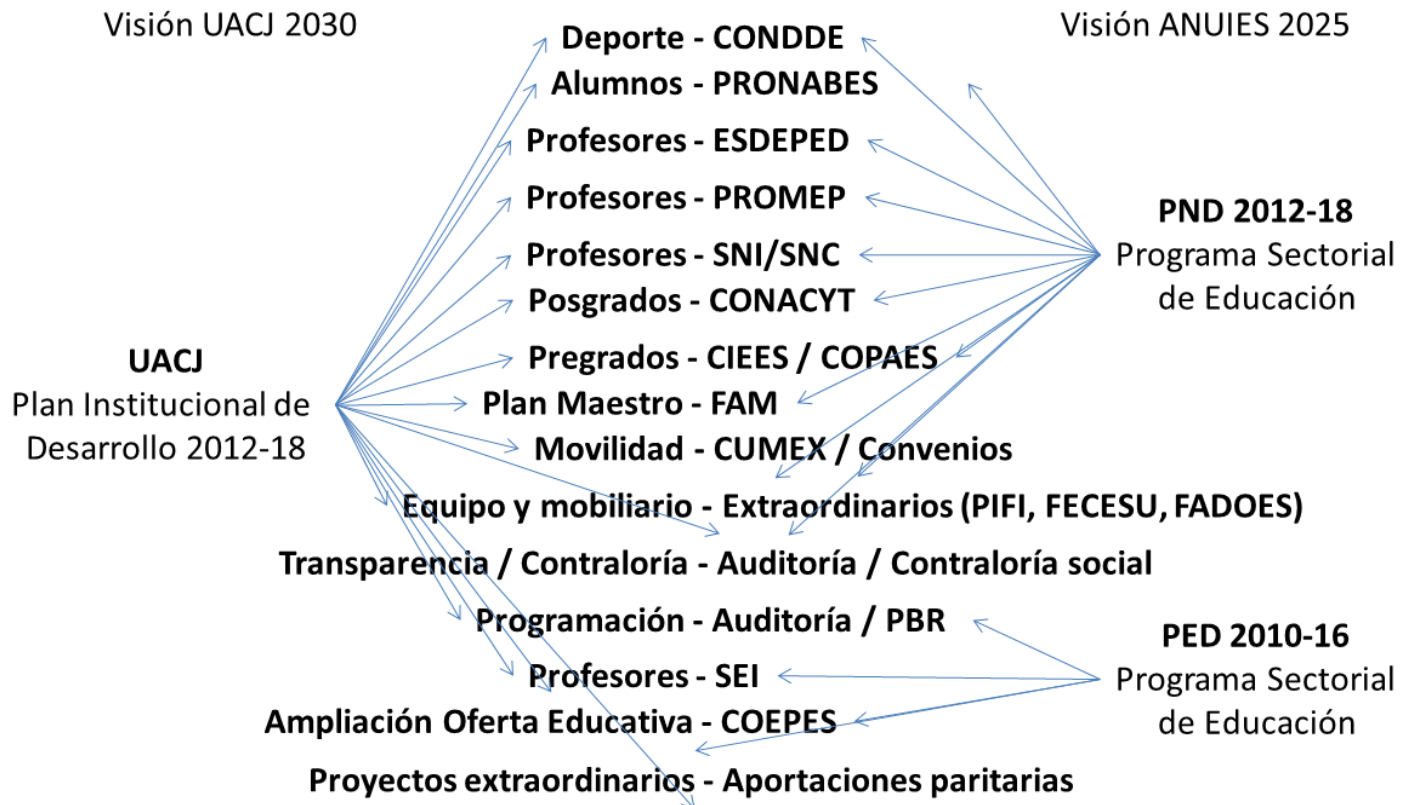 Visión UACJ 2030
Visión ANUIES 2025
Deporte - CONDDE
Alumnos - PRONABES
Profesores - ESDEPED
Profesores - PROMEP
Profesores - SNI/SNC
Posgrados - CONACYT
Pregrados - CIEES / COPAES
Plan Maestro - FAM
Movilidad - CUMEX / Convenios
Equipo y mobiliario - Extraordinarios (PIFI, FECESU, FADOES)
Transparencia / Contraloría - Auditoría / Contraloría social
Programación - Auditoría / PBR
Profesores - SEI
Ampliación Oferta Educativa - COEPES
Proyectos extraordinarios - Aportaciones paritarias
UACJ
Plan Institucional de
Desarrollo 2012-18
PND 2012-18
Programa Sectorial
de Educación
PED 2010-16
Programa Sectorial
de Educación